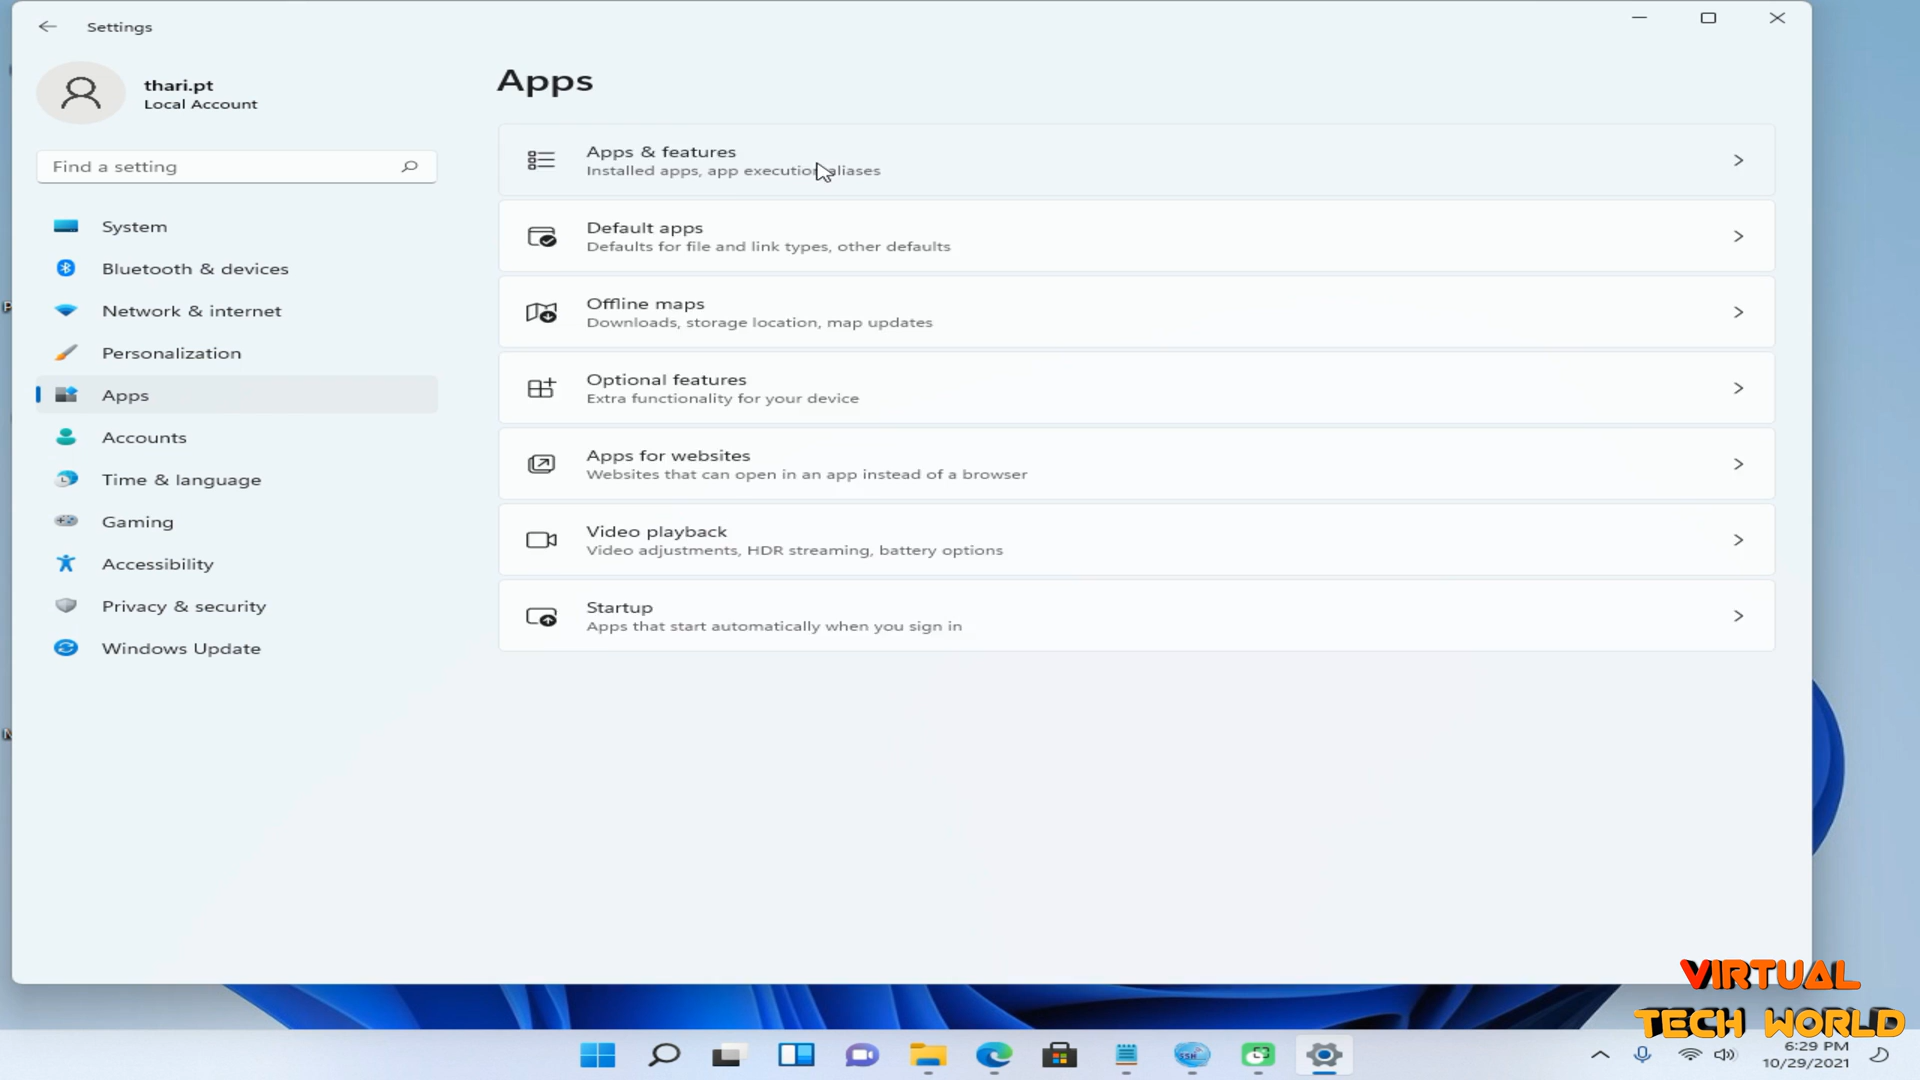 Settings
thari.pt
Local Account
Find a setting
System
Bluetooth & devices
Network & internet
Personalization
Apps
Accounts
Time & language
Gaming
Accessibility
Privacy & security
Windows Update
Apps
Apps & features
Installed apps, app execution aliases
Default apps
Defaults for file and link types, other defaults
Offline maps
Downloads, storage location, map updates
Optional features
Extra functionality for your device
Apps for websites
Websites that can open in an app instead of a browser
Video playback
Video adjustments, HDR streaming, battery options
Startup
Apps that start automatically when you sign in
P
N
SSH
VIRTUAL
TECH WORLD
6:29 PM
10/29/2021